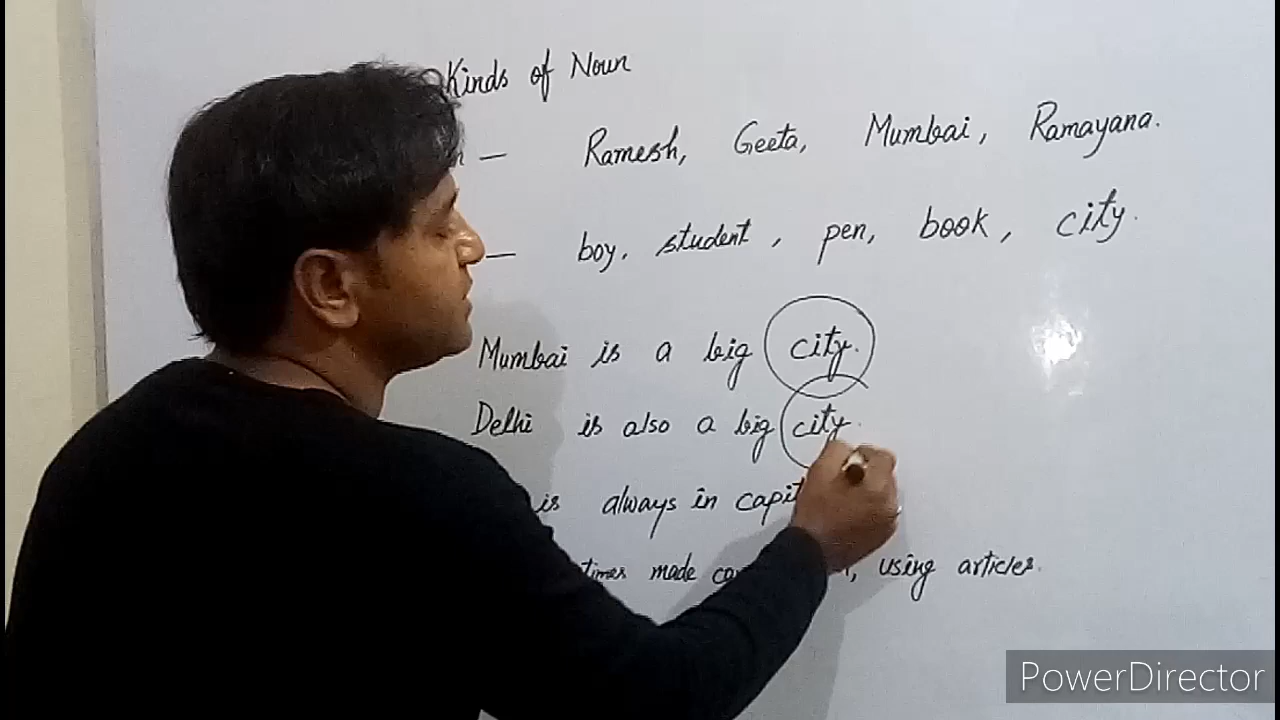 Kinds of Noun
— Ramesh, Geeta, Mumbai, Ramayana.
— boy, student, pen, book, city.
Mumbai is a big city.
Delhi is also a big city.
is always in
made using articles.
PowerDirector